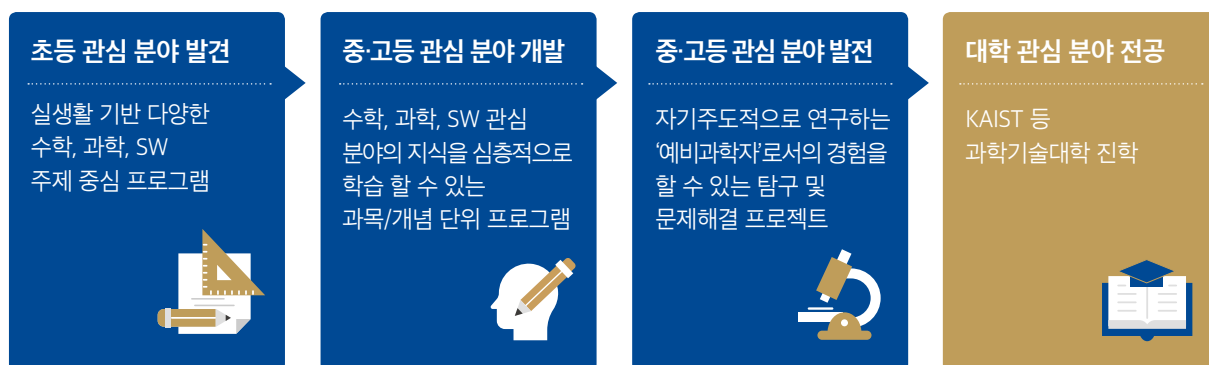 초등 관심 분야 발견
실생활 기반 다양한
수학, 과학, SW
주제 중심 프로그램
중·고등 관심 분야 개발
수학, 과학, SW 관심
분야의 지식을 심층적으로
학습 할 수 있는
과목/개념 단위 프로그램
중·고등 관심 분야 발전
자기주도적으로 연구하는
‘예비과학자’로서의 경험을
할 수 있는 탐구 및
문제해결 프로젝트
대학 관심 분야 전공
KAIST 등
과학기술대학 진학